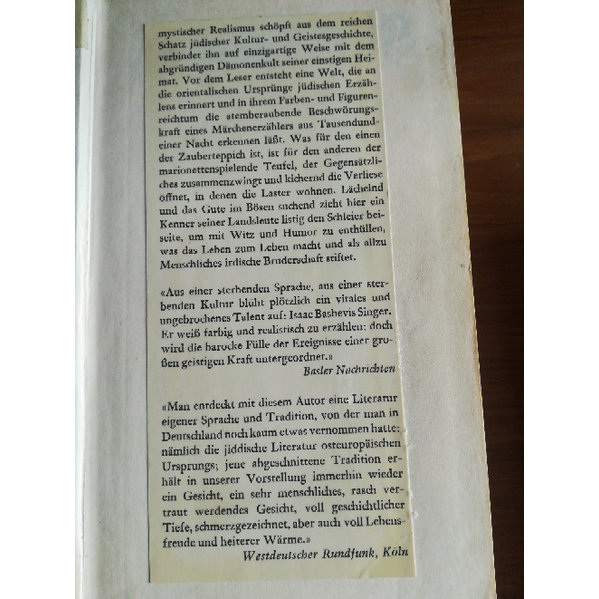 mystischer Realismus schöpft aus dem reichen
Schatz jüdischer Kultur- und Geistesgeschichte,
verbindet ihn auf einzigartige Weise mit dem
abgründigen Dämonenkult seiner einstigen Hei-
mat. Vor dem Leser entsteht eine Welt, die an
die orientalischen Ursprünge jüdischen Erzäh-
lens erinnert und in ihrem Farben- und Figuren-
reichtum die atemberaubende Beschwörungs-
kraft eines Märchenerzählers aus Tausendund-
einer Nacht erkennen läßt. Was für den einen
der Zauberteppich ist, ist für den anderen der
marionettenspielende Teufel, der Gegensätzli-
ches zusammenzwingt und kichernd die Verliese
öffnet, in denen die Laster wohnen. Lächelnd
und das Gute im Bösen suchend zieht hier ein
Kenner seiner Landsleute listig den Schleier bei-
seite, um mit Witz und Humor zu enthüllen,
was das Leben zum Leben macht und als allzu
Menschliches irdische Bruderschaft stiftet.
«Aus einer sterbenden Sprache, aus einer ster-
benden Kultur blüht plötzlich ein vitales und
ungebrochenes Talent auf: Isaac Bashevis Singer.
Er weiß farbig und realistisch zu erzählen: doch
wird die barocke Fülle der Ereignisse einer gro-
ßen geistigen Kraft untergeordnet.»
Basler Nachrichten
«Man entdeckt mit diesem Autor eine Literatur
eigener Sprache und Tradition, von der man in
Deutschland noch kaum etwas vernommen hatte:
nämlich die jiddische Literatur osteuropäischen
Ursprungs; jene abgeschnittene Tradition er-
hält in unserer Vorstellung immerhin wieder
ein Gesicht, ein sehr menschliches, rasch ver-
traut werdendes Gesicht, voll geschichtlicher
Tiefe, schmerzgezeichnet, aber auch voll Lebens-
freude und heiterer Wärme.»
Westdeutscher Rundfunk, Köln